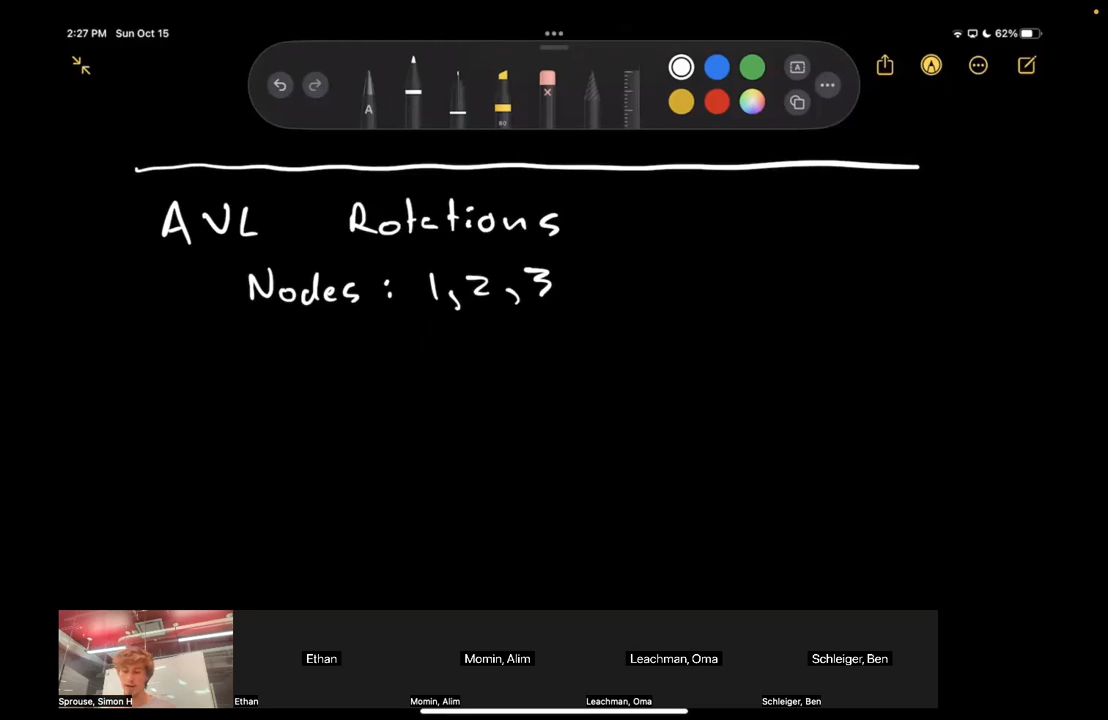 2:27 PM Sun Oct 15
62%
A
80
A
AVL Rotations
Nodes: 1,2,3
Ethan
Momin, Alim
Leachman, Oma
Schleiger, Ben
Sprouse, Simon H
Ethan
Momin, Alim
Leachman, Oma
Schleiger, Ben